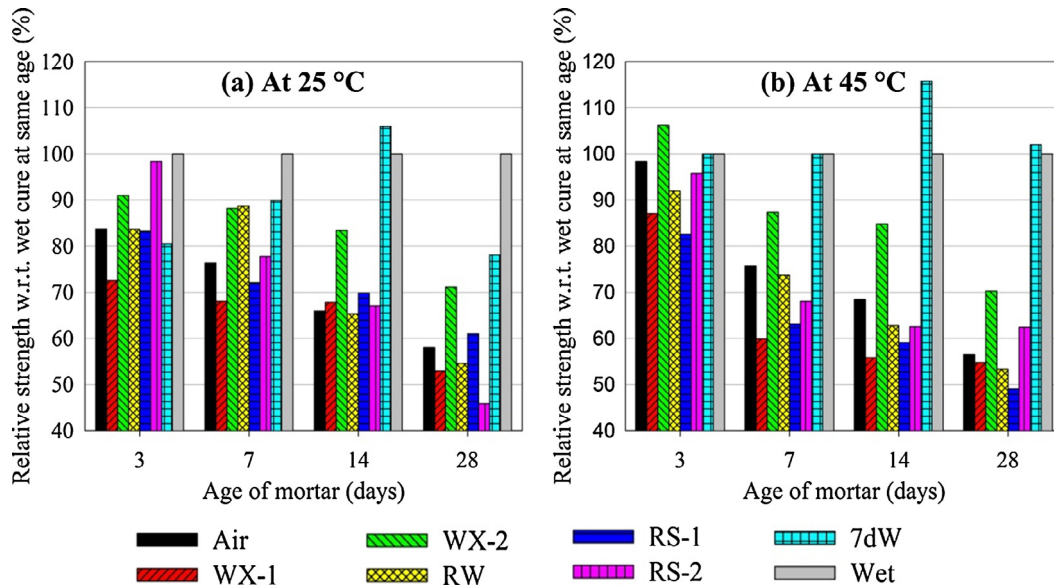 Relative strength w.r.t. wet cure at same age (%)
120
110
100
90
80
70
60
50
40
(a) At 25 °C
3 7 14 28
Age of mortar (days)
Relative strength w.r.t. wet cure at same age (%)
120
110
100
90
80
70
60
50
40
(b) At 45 °C
3 7 14 28
Age of mortar (days)
Air WX-2 RS-1 7dW
WX-1 RW RS-2 Wet